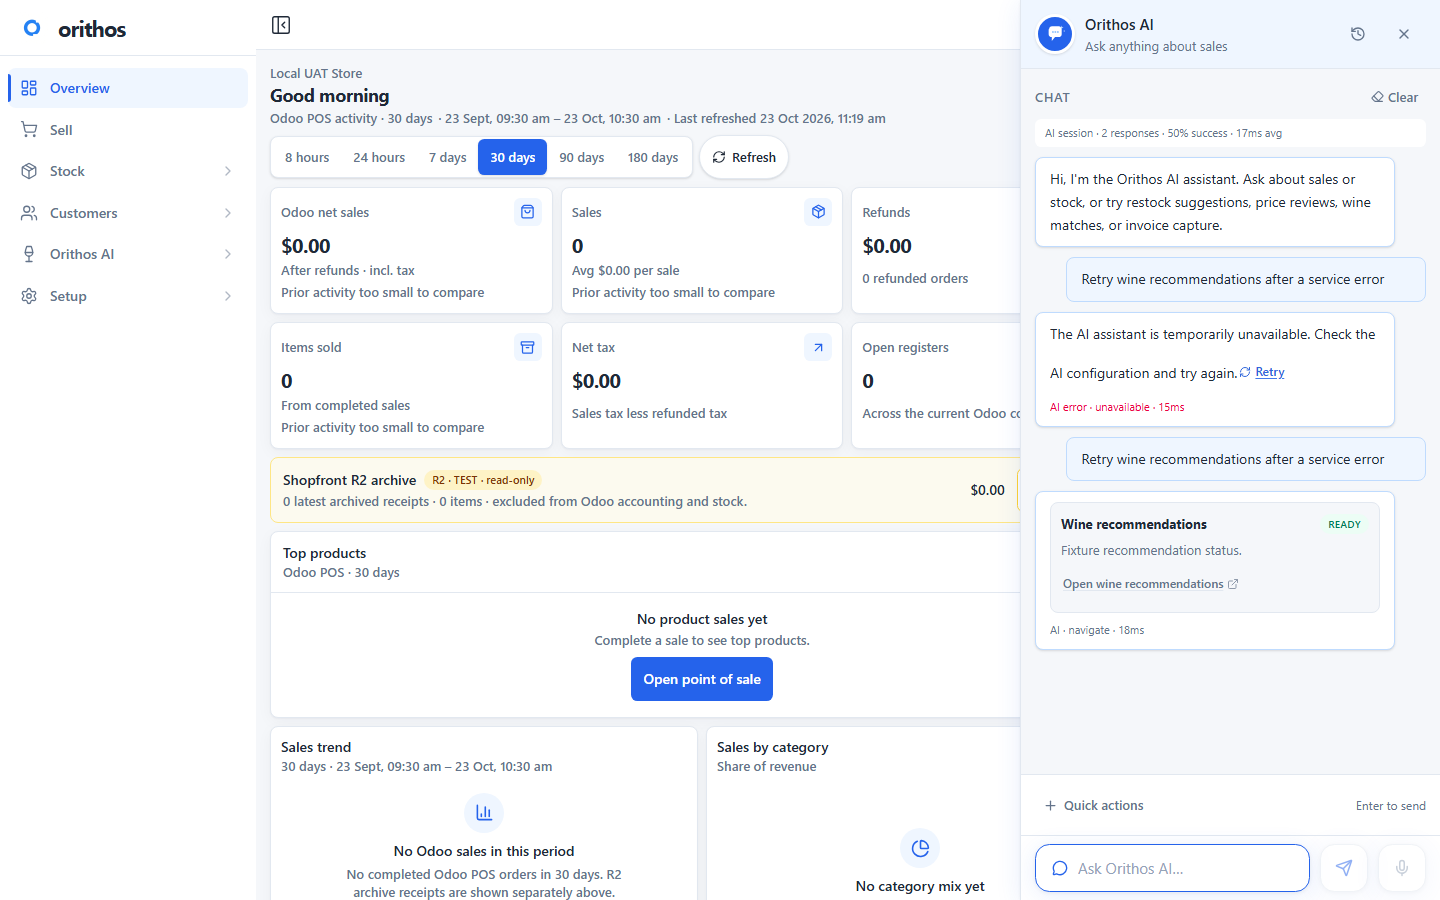 orithos
Overview
Sell
Stock
Customers
Orithos AI
Setup
Local UAT Store
Good morning
Odoo POS activity · 30 days · 23 Sept, 09:30 am – 23 Oct, 10:30 am · Last refreshed 23 Oct 2026, 11:19 am
8 hours
24 hours
7 days
30 days
90 days
180 days
Refresh
Odoo net sales
$0.00
After refunds · incl. tax
Prior activity too small to compare
Sales
0
Avg $0.00 per sale
Prior activity too small to compare
Refunds
$0.00
0 refunded orders
Items sold
0
From completed sales
Prior activity too small to compare
Net tax
$0.00
Sales tax less refunded tax
Open registers
0
Across the current Odoo co
Shopfront R2 archive
R2 · TEST · read-only
0 latest archived receipts · 0 items · excluded from Odoo accounting and stock.
$0.00
Top products
Odoo POS · 30 days
No product sales yet
Complete a sale to see top products.
Open point of sale
Sales trend
30 days · 23 Sept, 09:30 am – 23 Oct, 10:30 am
No Odoo sales in this period
No completed Odoo POS orders in 30 days. R2
archive receipts are shown separately above.
Sales by category
Share of revenue
No category mix yet
Orithos AI
Ask anything about sales
CHAT
Clear
AI session · 2 responses · 50% success · 17ms avg
Hi, I'm the Orithos AI assistant. Ask about sales or
stock, or try restock suggestions, price reviews, wine
matches, or invoice capture.
Retry wine recommendations after a service error
The AI assistant is temporarily unavailable. Check the
AI configuration and try again. Retry
AI error · unavailable · 15ms
Retry wine recommendations after a service error
Wine recommendations
READY
Fixture recommendation status.
Open wine recommendations
AI · navigate · 18ms
Quick actions
Enter to send
Ask Orithos AI...